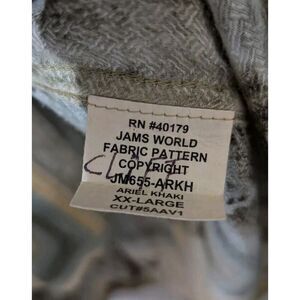 RN #40179
JAMS WORLD
FABRIC PATTERN
COPYRIGHT
JM655-ARKH
ARIEL KHAKI
XX-LARGE
CUT#5AAV1